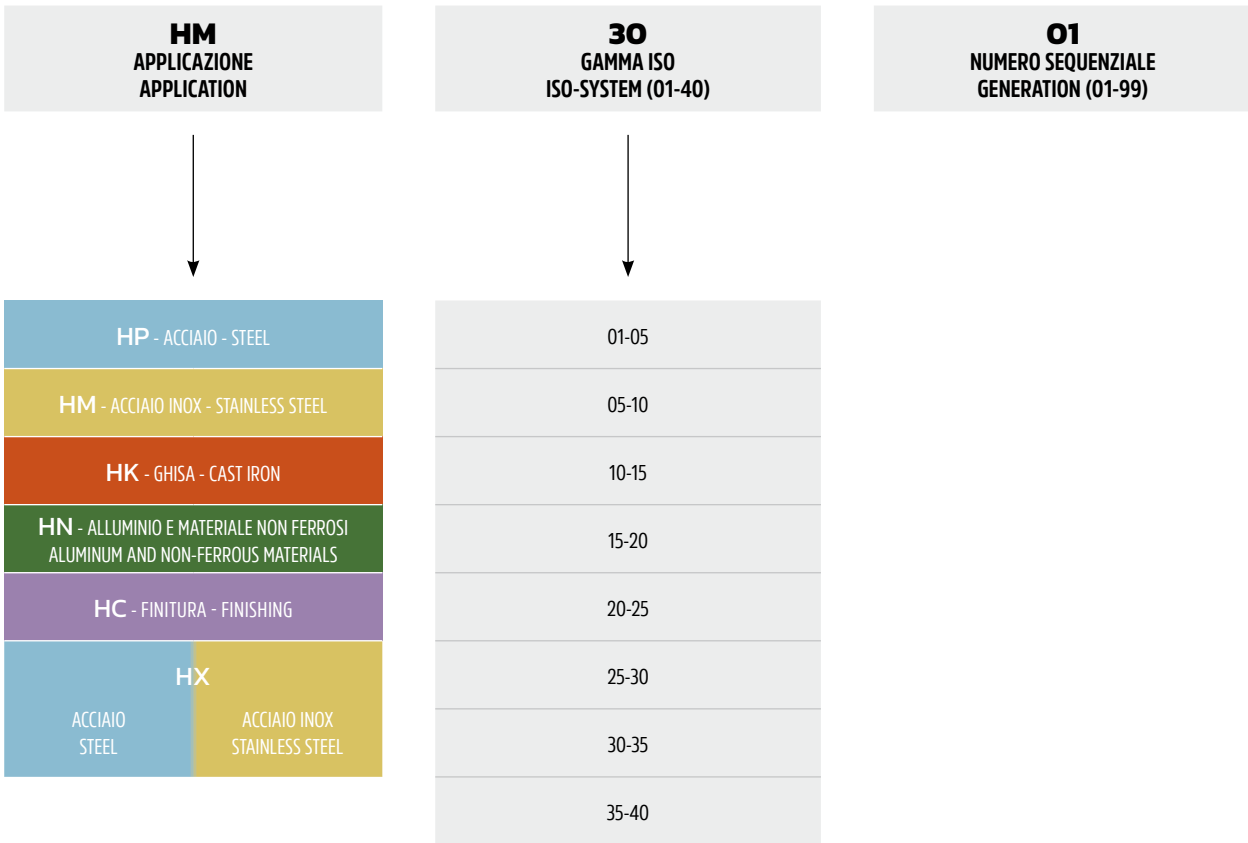 HM
APPLICAZIONE
APPLICATION
30
GAMMA ISO
ISO-SYSTEM (01-40)
01
NUMERO SEQUENZIALE
GENERATION (01-99)
HP - ACCIAIO - STEEL
HM - ACCIAIO INOX - STAINLESS STEEL
HK - GHISA - CAST IRON
HN - ALLUMINIO E MATERIALE NON FERROSI
ALUMINUM AND NON-FERROUS MATERIALS
HC - FINITURA - FINISHING
HX
ACCIAIO
STEEL
ACCIAIO INOX
STAINLESS STEEL
01-05
05-10
10-15
15-20
20-25
25-30
30-35
35-40